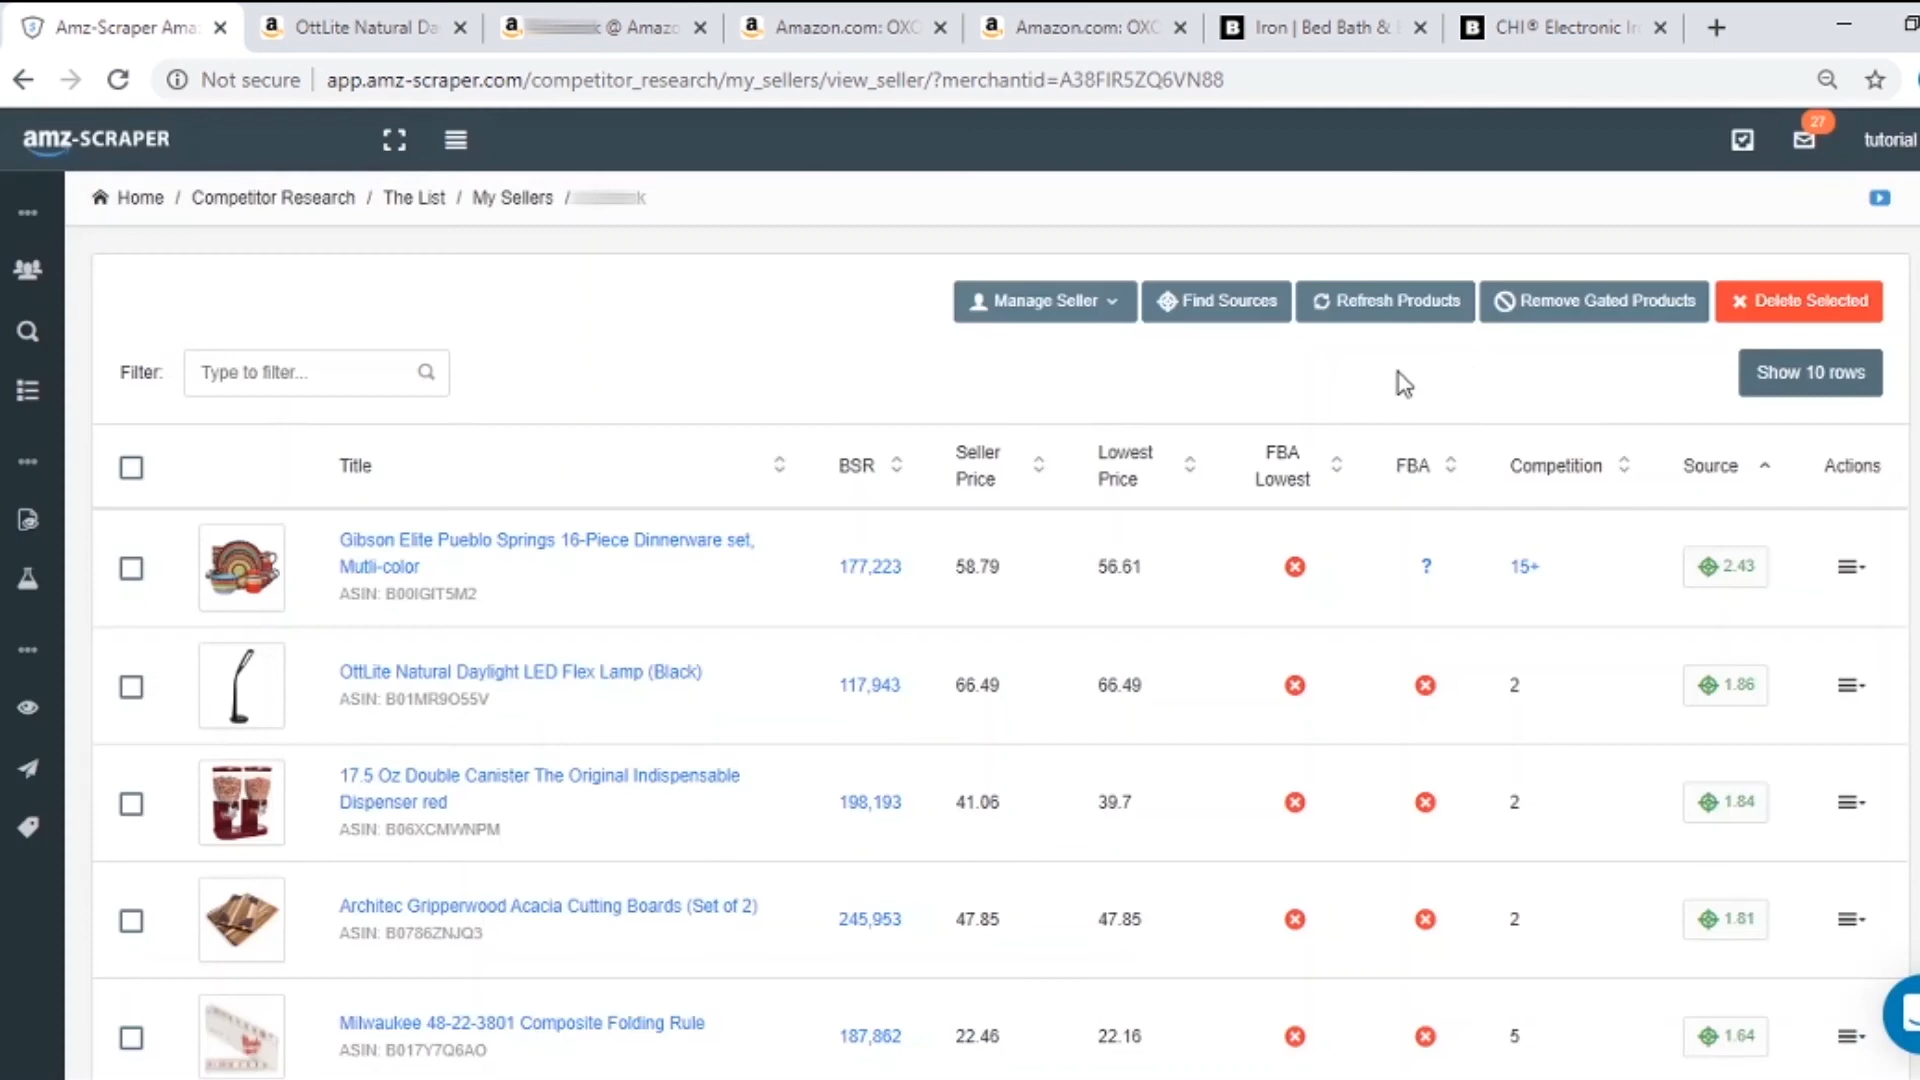 Amz-Scraper Ama
OttLite Natural Da
@ Amazo
Amazon.com: OXO
Amazon.com: OXO
Iron | Bed Bath & B
CHI® Electronic Ir
Not secure
app.amz-scraper.com/competitor_research/my_sellers/view_seller/?merchantid=A38FIR5ZQ6VN88
amz-SCRAPER
27
tutorial
Home / Competitor Research / The List / My Sellers / k
Manage Seller
Find Sources
Refresh Products
Remove Gated Products
Delete Selected
Filter:
Type to filter...
Show 10 rows
Title
BSR
Seller Price
Lowest Price
FBA Lowest
FBA
Competition
Source
Actions
Gibson Elite Pueblo Springs 16-Piece Dinnerware set,
Mutli-color
ASIN: B00IGIT5M2
177,223
58.79
56.61
?
15+
2.43
OttLite Natural Daylight LED Flex Lamp (Black)
ASIN: B01MR9O55V
117,943
66.49
66.49
2
1.86
17.5 Oz Double Canister The Original Indispensable
Dispenser red
ASIN: B06XCMWNPM
198,193
41.06
39.7
2
1.84
Architec Gripperwood Acacia Cutting Boards (Set of 2)
ASIN: B0786ZNJQ3
245,953
47.85
47.85
2
1.81
Milwaukee 48-22-3801 Composite Folding Rule
ASIN: B017Y7Q6AO
187,862
22.46
22.16
5
1.64